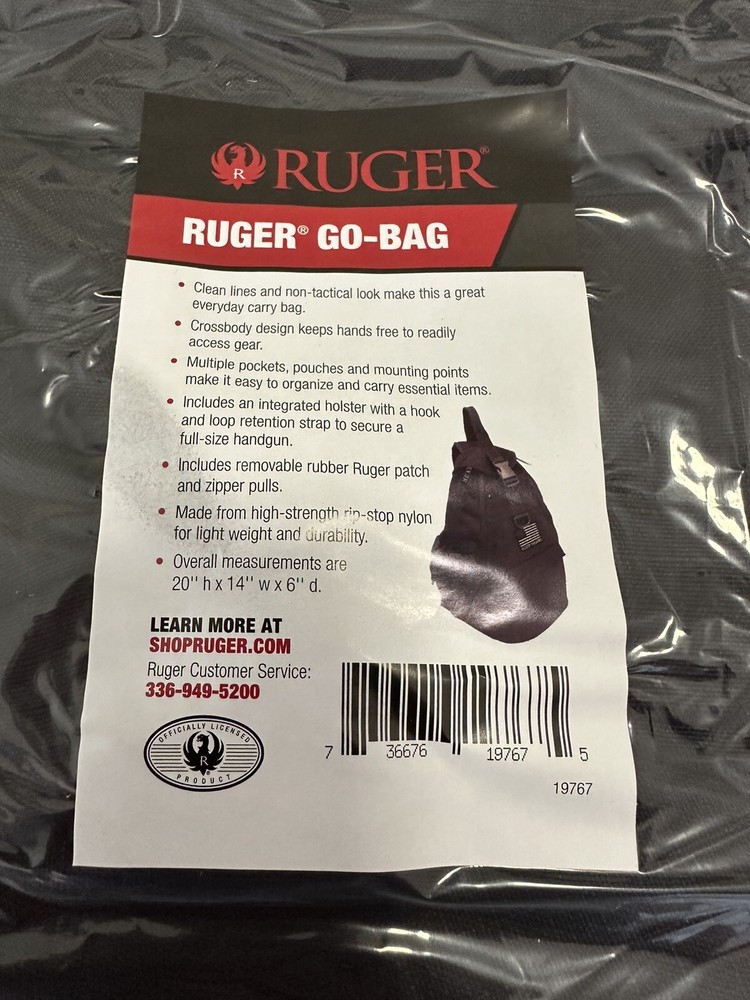 RUGER®
RUGER® GO-BAG
• Clean lines and non-tactical look make this a great
everyday carry bag.
• Crossbody design keeps hands free to readily
access gear.
• Multiple pockets, pouches and mounting points
make it easy to organize and carry essential items.
• Includes an integrated holster with a hook
and loop retention strap to secure a
full-size handgun.
• Includes removable rubber Ruger patch
and zipper pulls.
• Made from high-strength rip-stop nylon
for light weight and durability.
• Overall measurements are
20'' h x 14'' w x 6'' d.
LEARN MORE AT
SHOPRUGER.COM
Ruger Customer Service:
336-949-5200
OFFICIALLY LICENSED
R
PRODUCT
7 36676 19767 5
19767